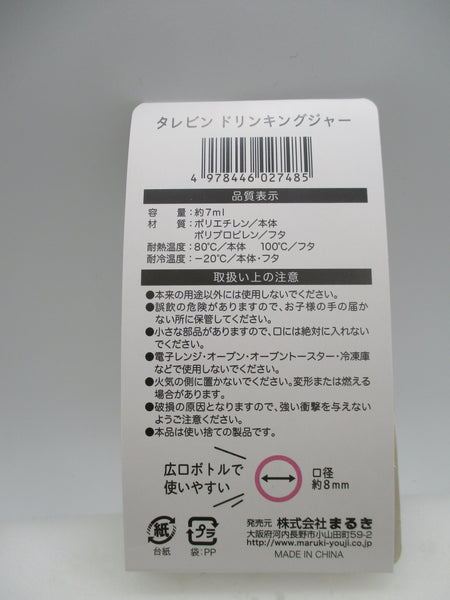 タレビン ドリンキングジャー
4 978446 027485
品質表示
容　量：約7ml
材　質：ポリエチレン／本体
ポリプロピレン／フタ
耐熱温度：80℃／本体　100℃／フタ
耐冷温度：−20℃／本体・フタ
取扱い上の注意
●本来の用途以外には使用しないでください。
●誤飲の危険がありますので、お子様の手の届か
ない所に保管してください。
●小さな部品がありますので、口には絶対に入れない
でください。
●電子レンジ・オーブン・オーブントースター・冷凍庫
などで使用しないでください。
●火気の側に置かないでください。変形または燃える
場合があります。
●破損の原因となりますので、強い衝撃を与えない
ようご注意ください。
●本品は使い捨ての製品です。
広口ボトルで
使いやすい
口径
約8mm
紙
台紙
プラ
袋：PP
発売元 株式会社まるき
大阪府河内長野市小山田町59-2
http://www.maruki-youji.co.jp
MADE IN CHINA